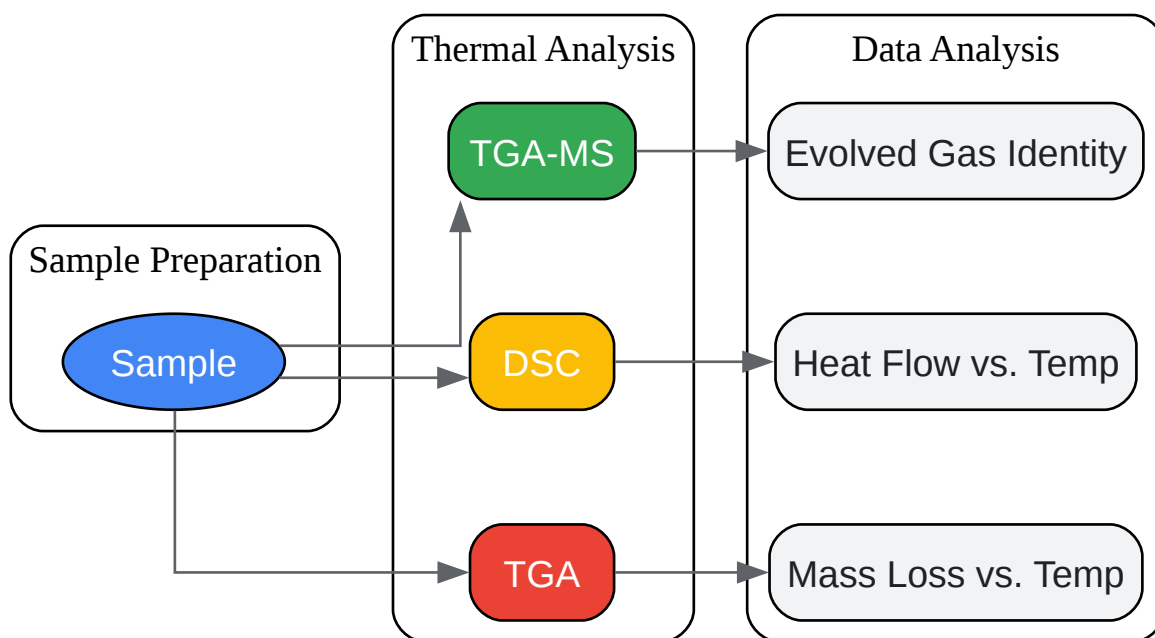 Sample Preparation
Sample
Thermal Analysis
TGA-MS
DSC
TGA
Data Analysis
Evolved Gas Identity
Heat Flow vs. Temp
Mass Loss vs. Temp